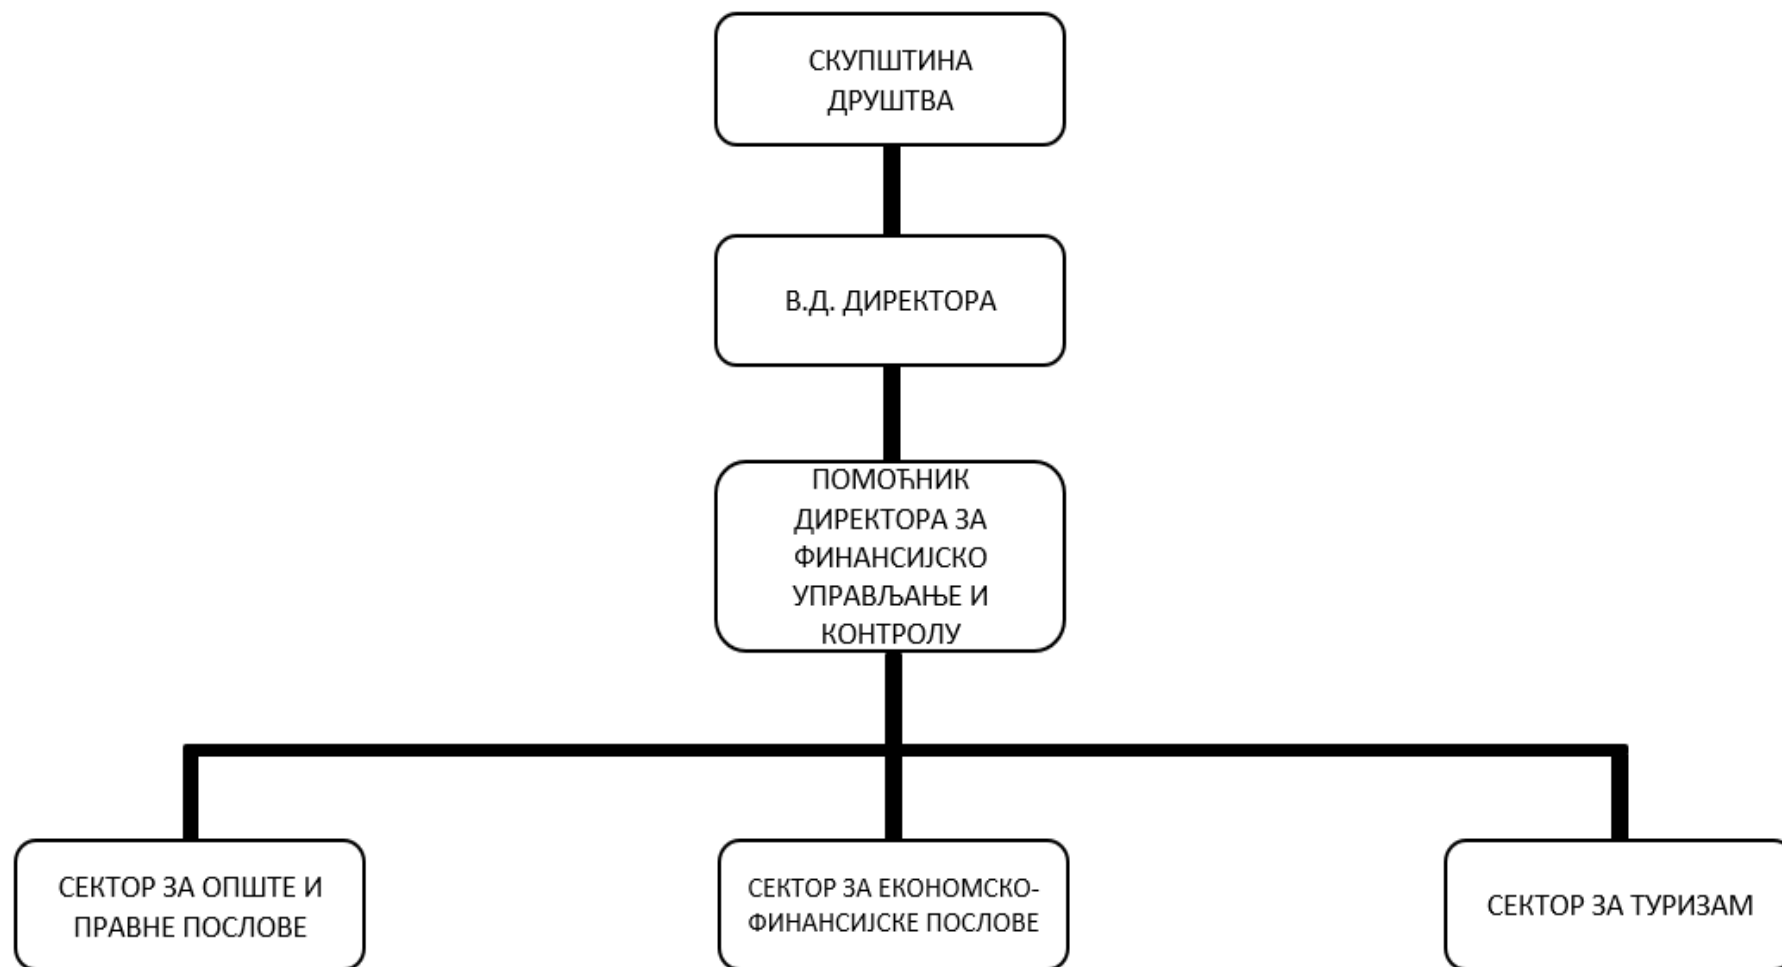 СКУПШТИНА
ДРУШТВА
В.Д. ДИРЕКТОРА
ПОМОЋНИК
ДИРЕКТОРА ЗА
ФИНАНСИЈСКО
УПРАВЉАЊЕ И
КОНТРОЛУ
СЕКТОР ЗА ОПШТЕ И
ПРАВНЕ ПОСЛОВЕ
СЕКТОР ЗА ЕКОНОМСКО-
ФИНАНСИЈСКЕ ПОСЛОВЕ
СЕКТОР ЗА ТУРИЗАМ